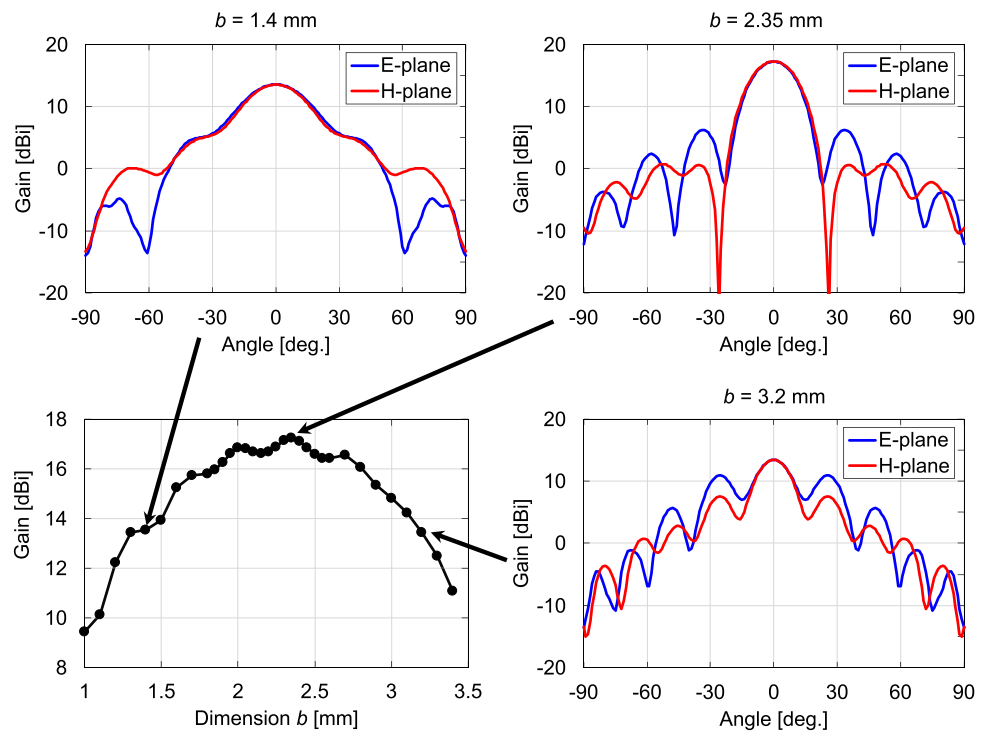 b = 1.4 mm
20
10
0
-10
-20
Gain [dBi]
E-plane
H-plane
-90 -60 -30 0 30 60 90
Angle [deg.]
b = 2.35 mm
20
10
0
-10
-20
Gain [dBi]
E-plane
H-plane
-90 -60 -30 0 30 60 90
Angle [deg.]
18
16
14
12
10
8
Gain [dBi]
1 1.5 2 2.5 3 3.5
Dimension b [mm]
b = 3.2 mm
20
10
0
-10
-20
Gain [dBi]
E-plane
H-plane
-90 -60 -30 0 30 60 90
Angle [deg.]